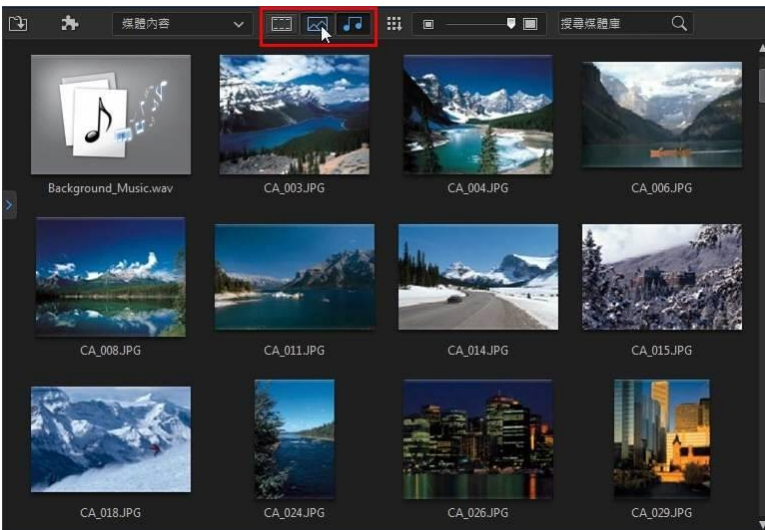 媒體內容
搜尋媒體庫
Background_Music.wav
CA_003.JPG
CA_004.JPG
CA_006.JPG
CA_008.JPG
CA_011.JPG
CA_014.JPG
CA_015.JPG
CA_018.JPG
CA_024.JPG
CA_026.JPG
CA_029.JPG